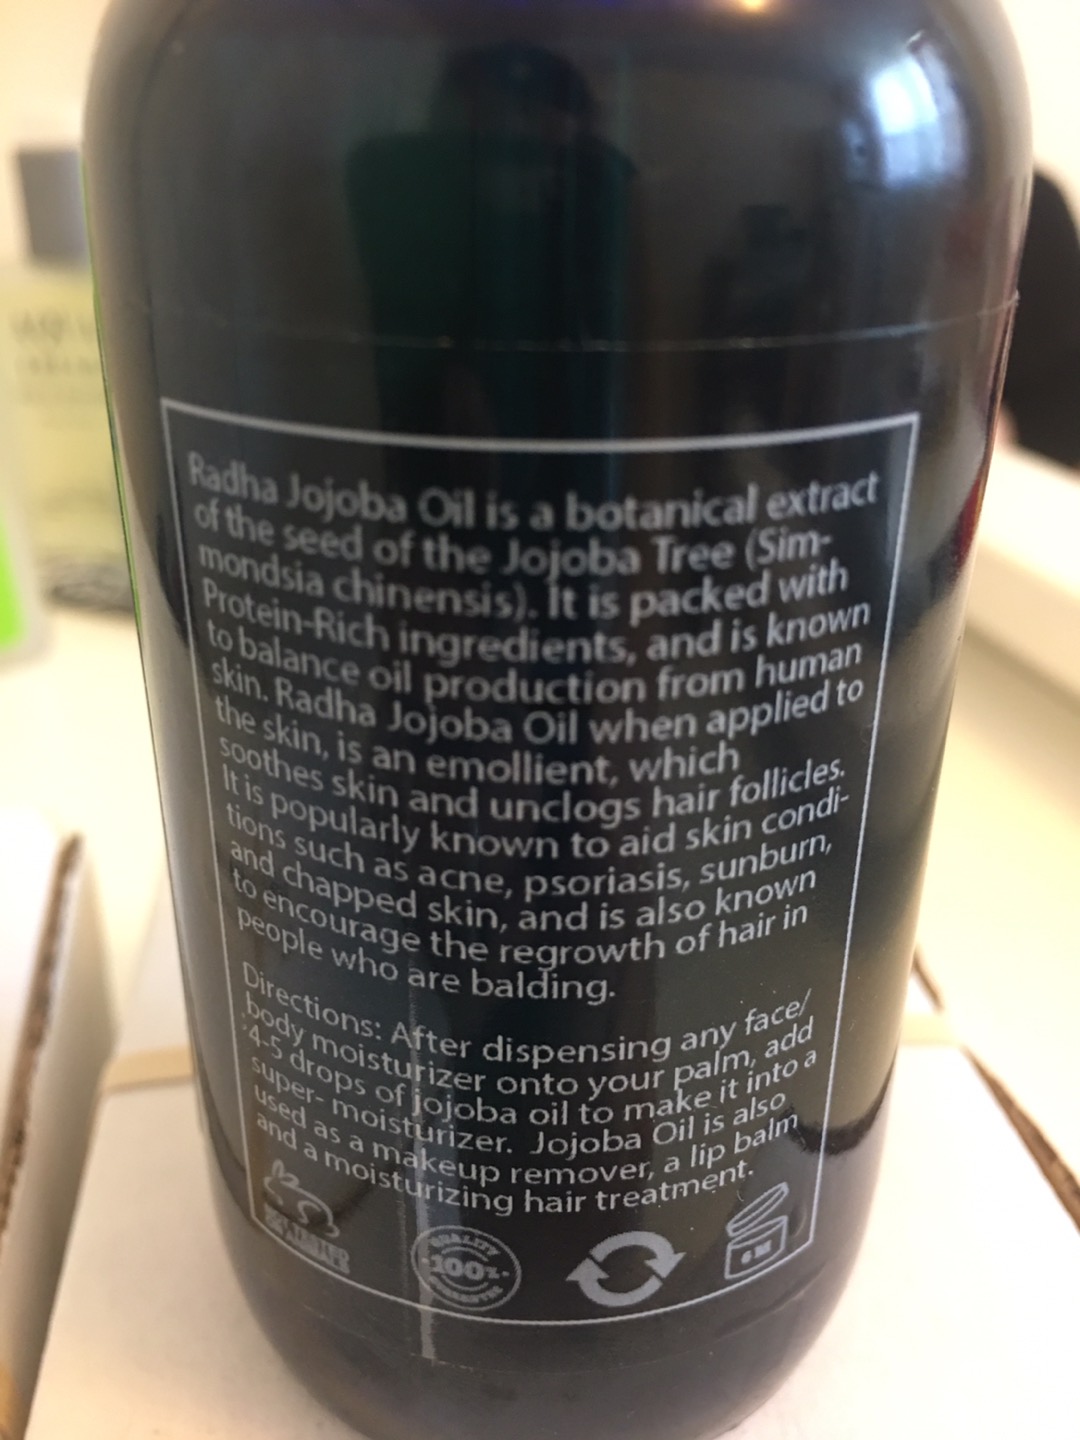 Radha Jojoba Oil is a botanical extract
of the seed of the Jojoba Tree (Sim-
mondsia chinensis). It is packed with
Protein-Rich ingredients, and is known
to balance oil production from human
skin. Radha Jojoba Oil when applied to
the skin, is an emollient, which
soothes skin and unclogs hair follicles.
It is popularly known to aid skin condi-
tions such as acne, psoriasis, sunburn,
and chapped skin, and is also known
to encourage the regrowth of hair in
people who are balding.
Directions: After dispensing any face/
body moisturizer onto your palm, add
4-5 drops of jojoba oil to make it into a
super- moisturizer. Jojoba Oil is also
used as a makeup remover, a lip balm
and a moisturizing hair treatment.
QUALITY
100%
6 M